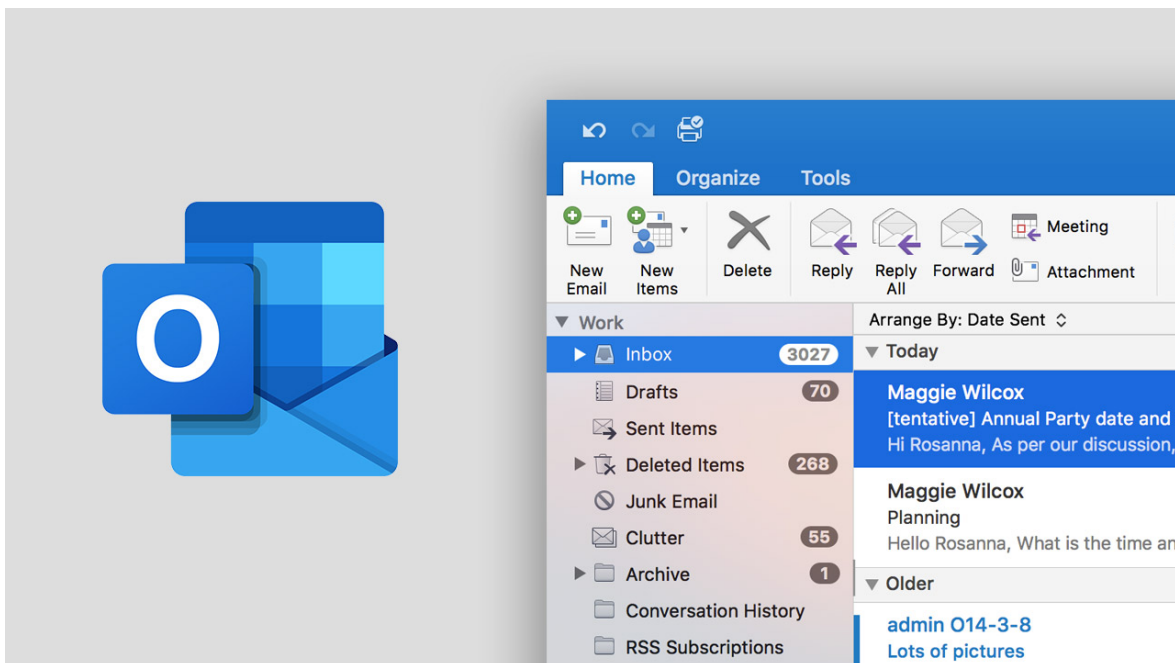 O
Home Organize Tools
New Email
New Items
Delete
Reply
Reply All
Forward
Meeting
Attachment
Work
Inbox 3027
Drafts 70
Sent Items
Deleted Items 268
Junk Email
Clutter 55
Archive 1
Conversation History
RSS Subscriptions
Arrange By: Date Sent
Today
Maggie Wilcox
[tentative] Annual Party date and
Hi Rosanna, As per our discussion,
Maggie Wilcox
Planning
Hello Rosanna, What is the time an
Older
admin O14-3-8
Lots of pictures